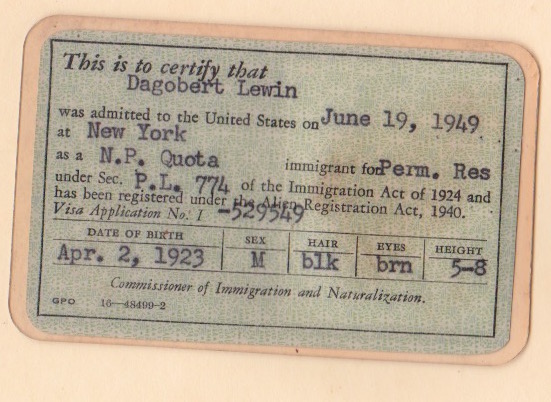 This is to certify that
Dagobert Lewin
was admitted to the United States on June 19, 1949
at New York
as a N.P. Quota immigrant for Perm. Res
under Sec. P.L. 774 of the Immigration Act of 1924 and
has been registered under the Alien Registration Act, 1940.
Visa Application No. I -529549
DATE OF BIRTH SEX HAIR EYES HEIGHT
Apr. 2, 1923 M blk brn 5-8
Commissioner of Immigration and Naturalization.
GPO 16—48499-2